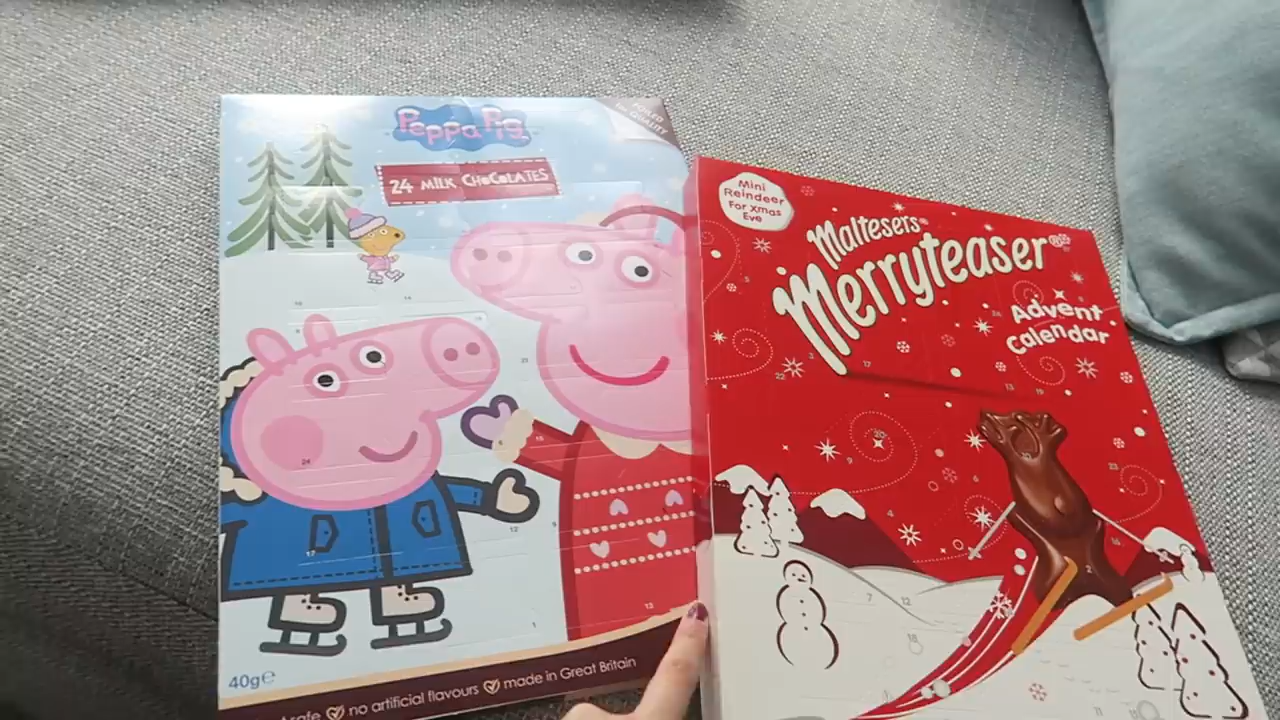 Peppa Pig
24 MILK CHOCOLATES
40g e
no artificial flavours
made in Great Britain
Mini
Reindeer
For Xmas
Eve
Maltesers
Merryteaser
Advent
Calendar